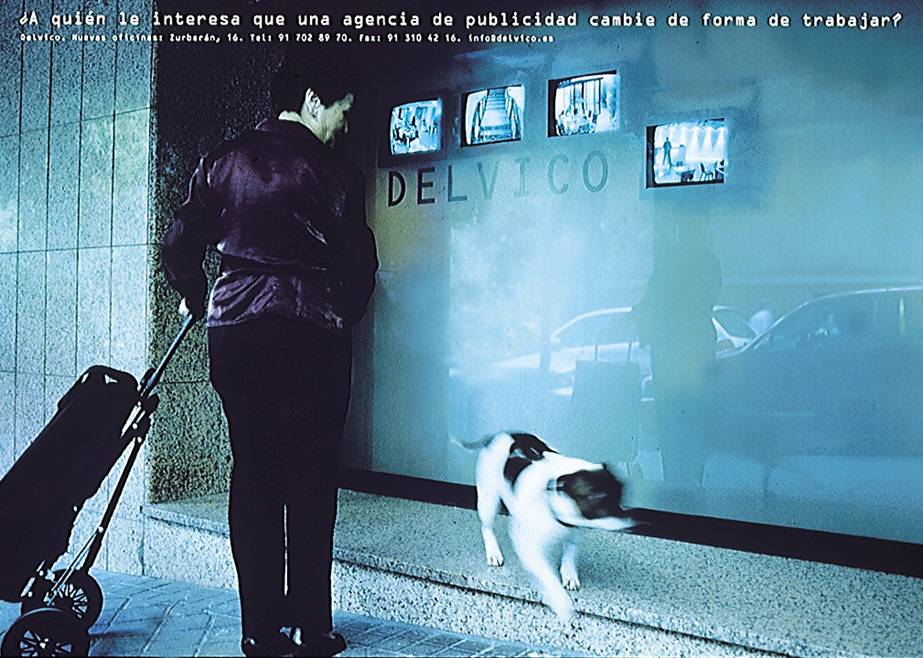 ¿A quién le interesa que una agencia de publicidad cambie de forma de trabajar?
Delvico. Nuevas oficinas: Zurbarán, 16. Tel: 91 702 89 70. Fax: 91 310 42 16. info@delvico.es
DELVICO